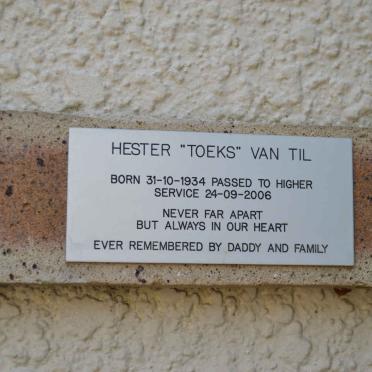 HESTER "TOEKS" VAN TIL
BORN 31-10-1934 PASSED TO HIGHER
SERVICE 24-09-2006
NEVER FAR APART
BUT ALWAYS IN OUR HEART
EVER REMEMBERED BY DADDY AND FAMILY